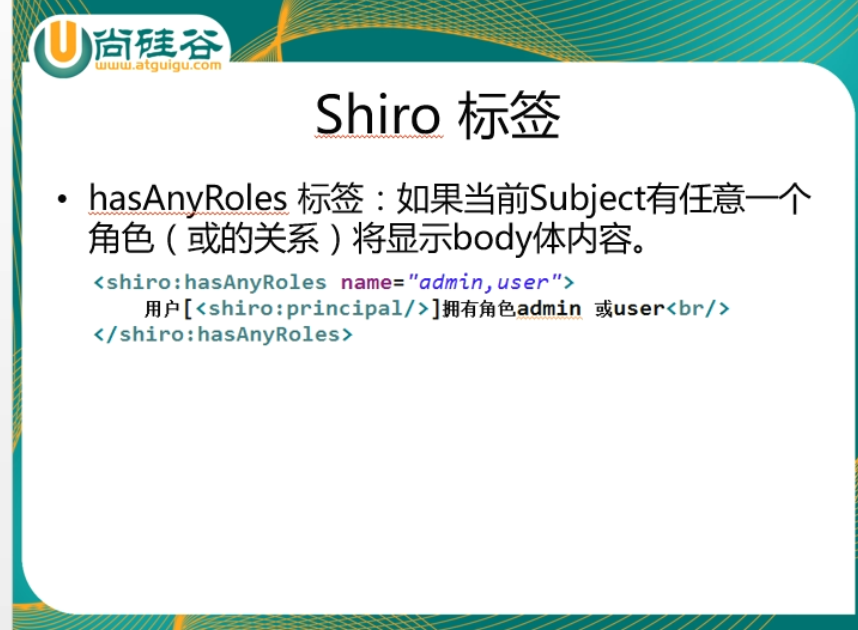 尚硅谷
www.atguigu.com
Shiro 标签
• hasAnyRoles 标签：如果当前Subject有任意一个
角色（或的关系）将显示body体内容。
<shiro:hasAnyRoles name="admin,user">
用户[<shiro:principal/>]拥有角色admin 或user<br/>
</shiro:hasAnyRoles>